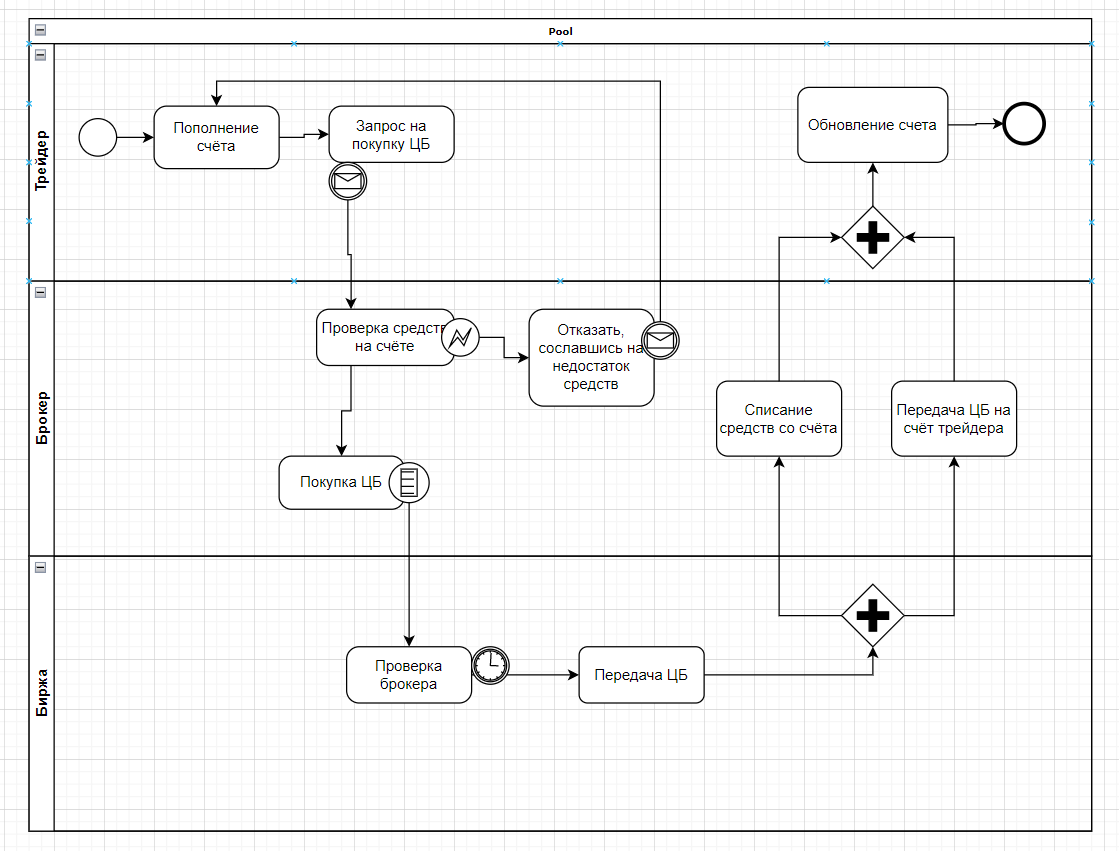 Pool
Трейдер
Пополнение
счёта
Запрос на
покупку ЦБ
Обновление счета
Брокер
Проверка средств
на счёте
Отказать,
сославшись на
недостаток
средств
Списание
средств со счёта
Передача ЦБ на
счёт трейдера
Покупка ЦБ
Биржа
Проверка
брокера
Передача ЦБ